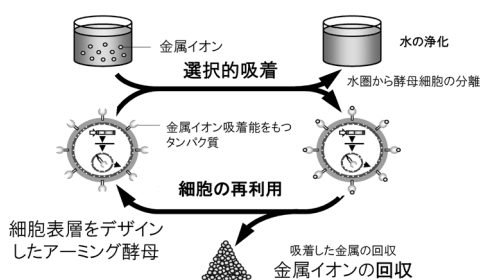 金属イオン
水の浄化
選択的吸着
水圏から酵母細胞の分離
金属イオン吸着能をもつ
タンパク質
細胞の再利用
細胞表層をデザイン
したアーミング酵母
吸着した金属の回収
金属イオンの回収